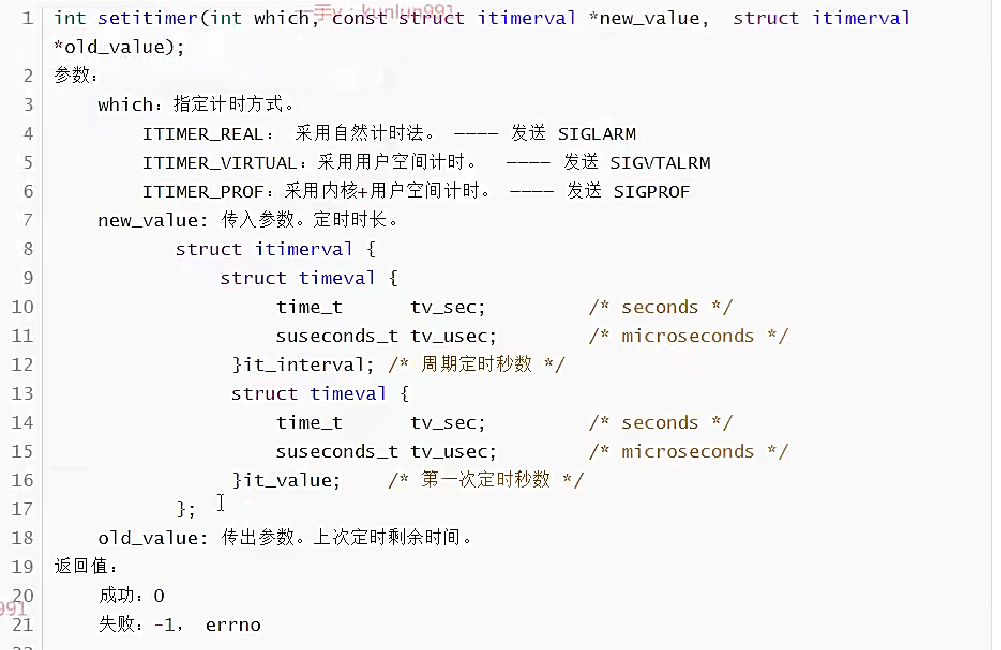 一手v：kunlun991
1 int setitimer(int which, const struct itimerval *new_value, struct itimerval
*old_value);
2 参数：
3 which：指定计时方式。
4 ITIMER_REAL： 采用自然计时法。 ———— 发送 SIGLARM
5 ITIMER_VIRTUAL：采用用户空间计时。 ———— 发送 SIGVTALRM
6 ITIMER_PROF：采用内核+用户空间计时。 ———— 发送 SIGPROF
7 new_value: 传入参数。定时时长。
8 struct itimerval {
9 struct timeval {
10 time_t tv_sec; /* seconds */
11 suseconds_t tv_usec; /* microseconds */
12 }it_interval; /* 周期定时秒数 */
13 struct timeval {
14 time_t tv_sec; /* seconds */
15 suseconds_t tv_usec; /* microseconds */
16 }it_value; /* 第一次定时秒数 */
17 };
18 old_value: 传出参数。上次定时剩余时间。
19 返回值：
20 成功：0
991
21 失败：-1， errno